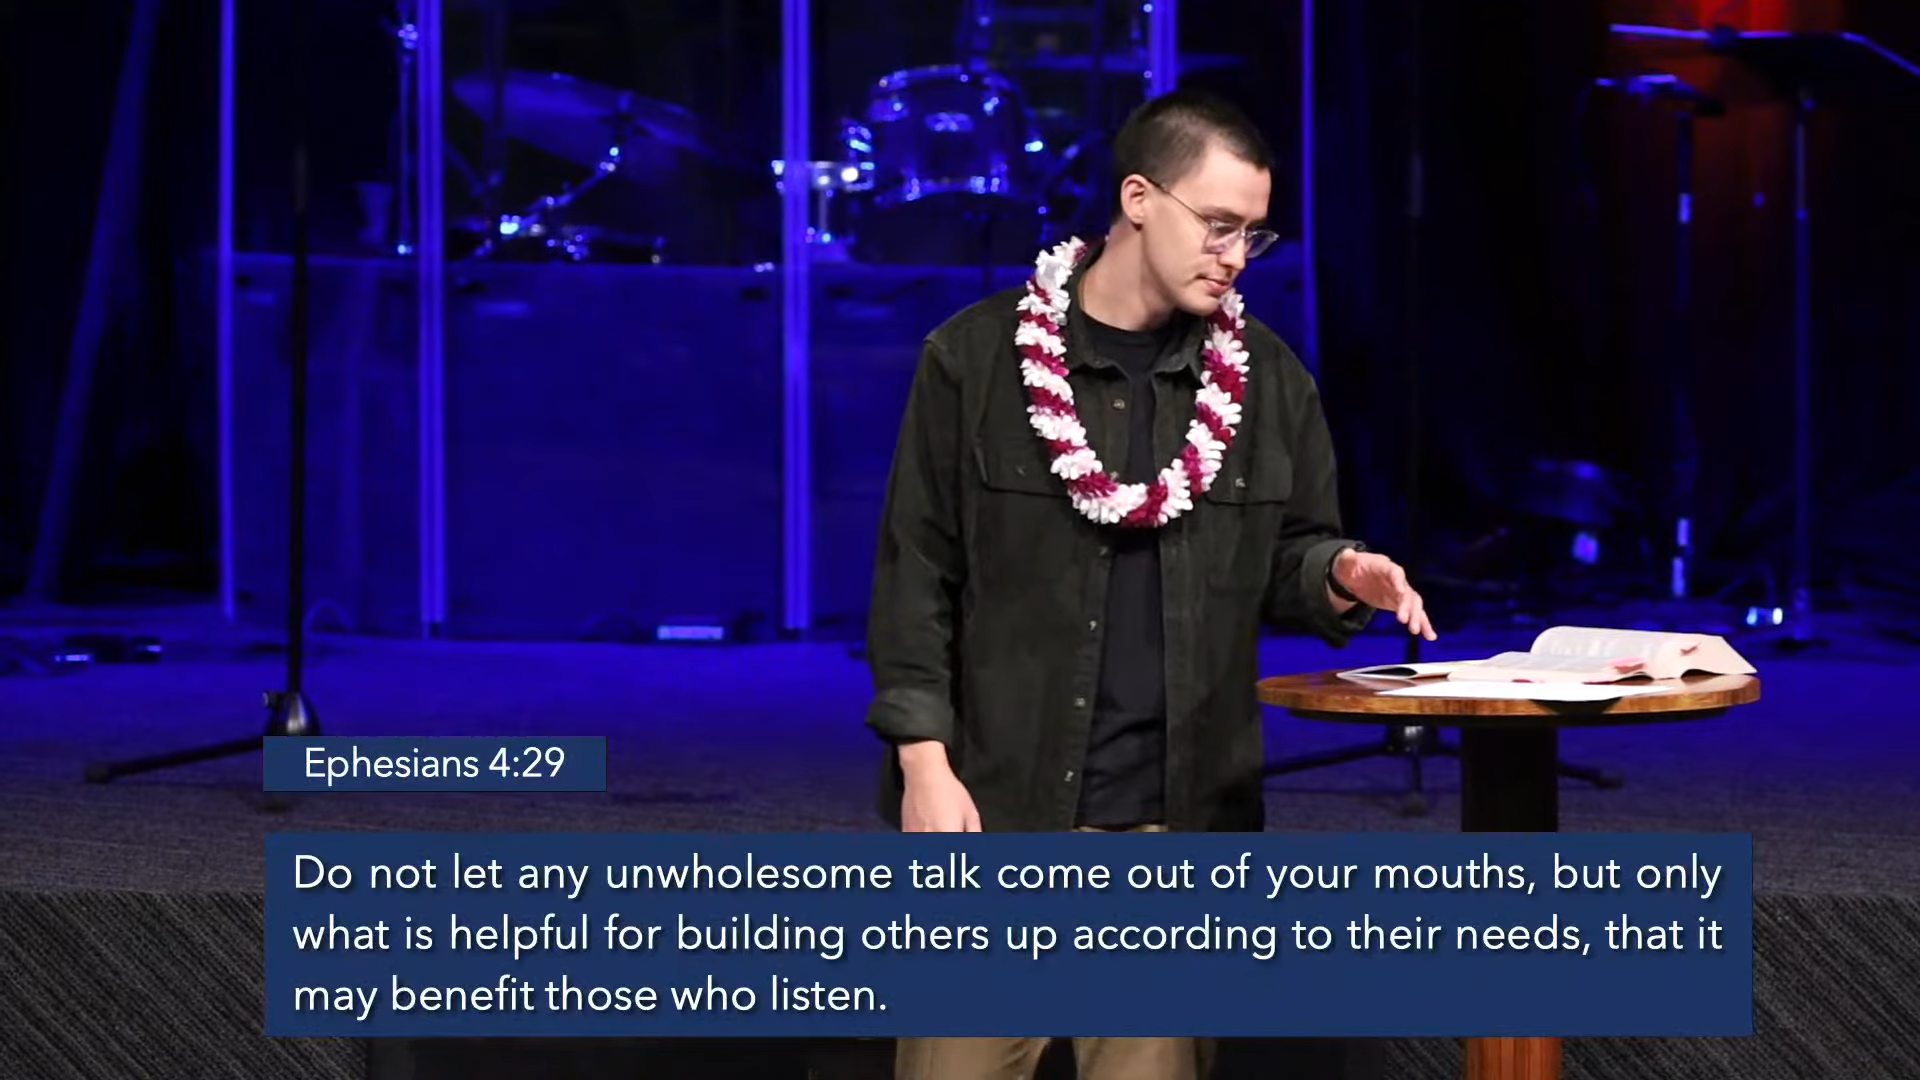 Ephesians 4:29
Do not let any unwholesome talk come out of your mouths, but only
what is helpful for building others up according to their needs, that it
may benefit those who listen.